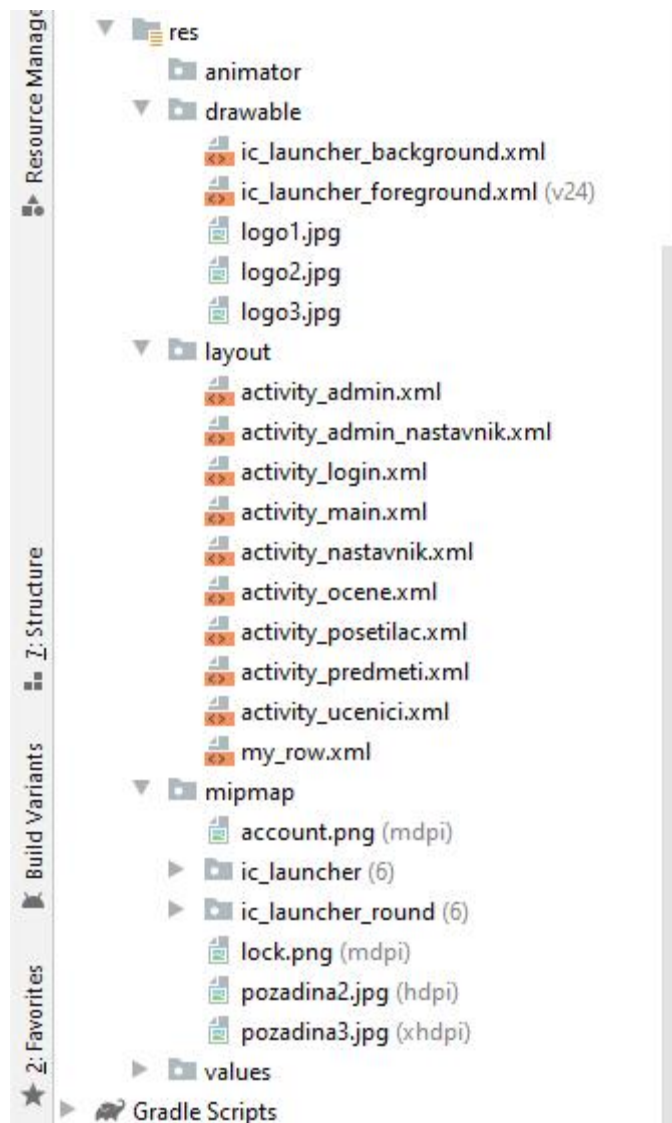 Resource Manage
7: Structure
Build Variants
2: Favorites
res
animator
drawable
ic_launcher_background.xml
ic_launcher_foreground.xml (v24)
logo1.jpg
logo2.jpg
logo3.jpg
layout
activity_admin.xml
activity_admin_nastavnik.xml
activity_login.xml
activity_main.xml
activity_nastavnik.xml
activity_ocene.xml
activity_posetilac.xml
activity_predmeti.xml
activity_ucenici.xml
my_row.xml
mipmap
account.png (mdpi)
ic_launcher (6)
ic_launcher_round (6)
lock.png (mdpi)
pozadina2.jpg (hdpi)
pozadina3.jpg (xhdpi)
values
Gradle Scripts